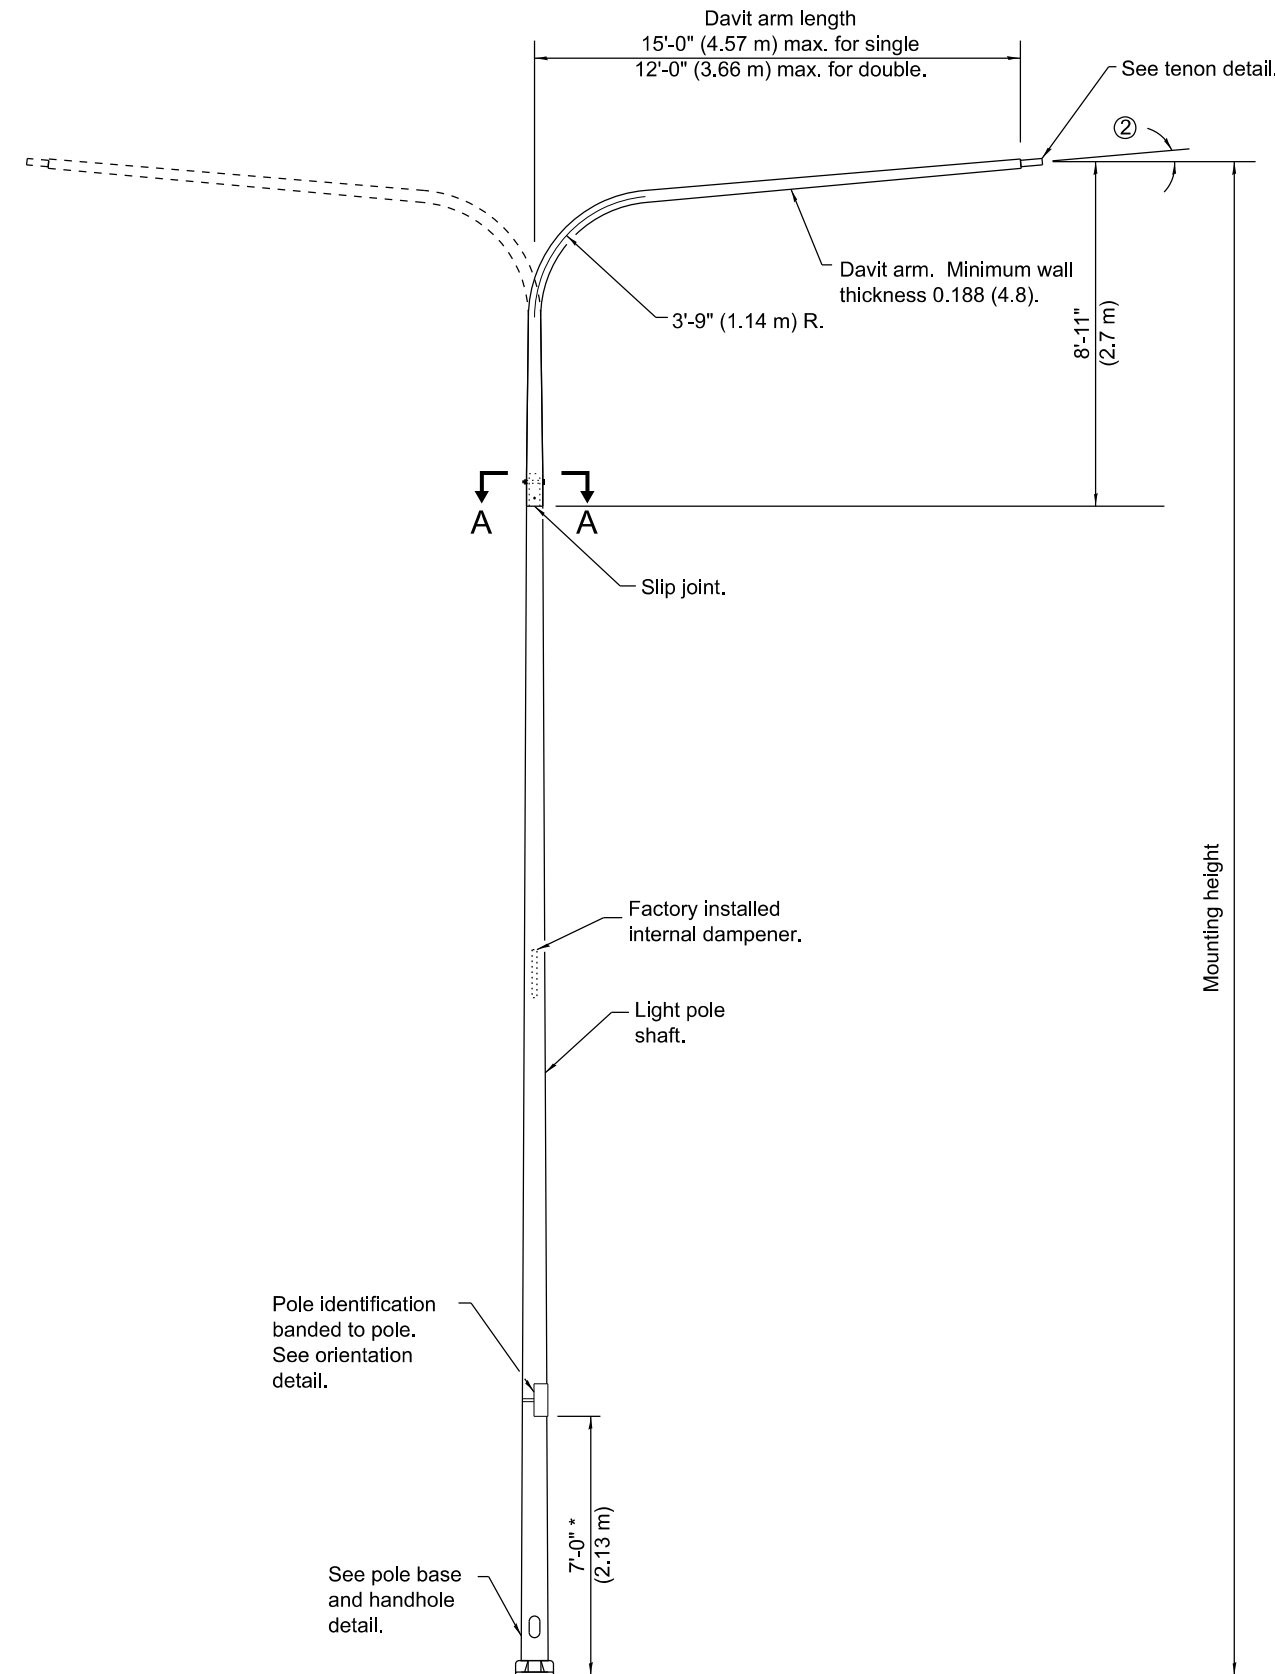 Davit arm length
15'-0" (4.57 m) max. for single
12'-0" (3.66 m) max. for double.
See tenon detail.
②
Davit arm. Minimum wall
thickness 0.188 (4.8).
3'-9" (1.14 m) R.
8'-11"
(2.7 m)
A A
Slip joint.
Mounting height
Factory installed
internal dampener.
Light pole
shaft.
Pole identification
banded to pole.
See orientation
detail.
7'-0" *
(2.13 m)
See pole base
and handhole
detail.